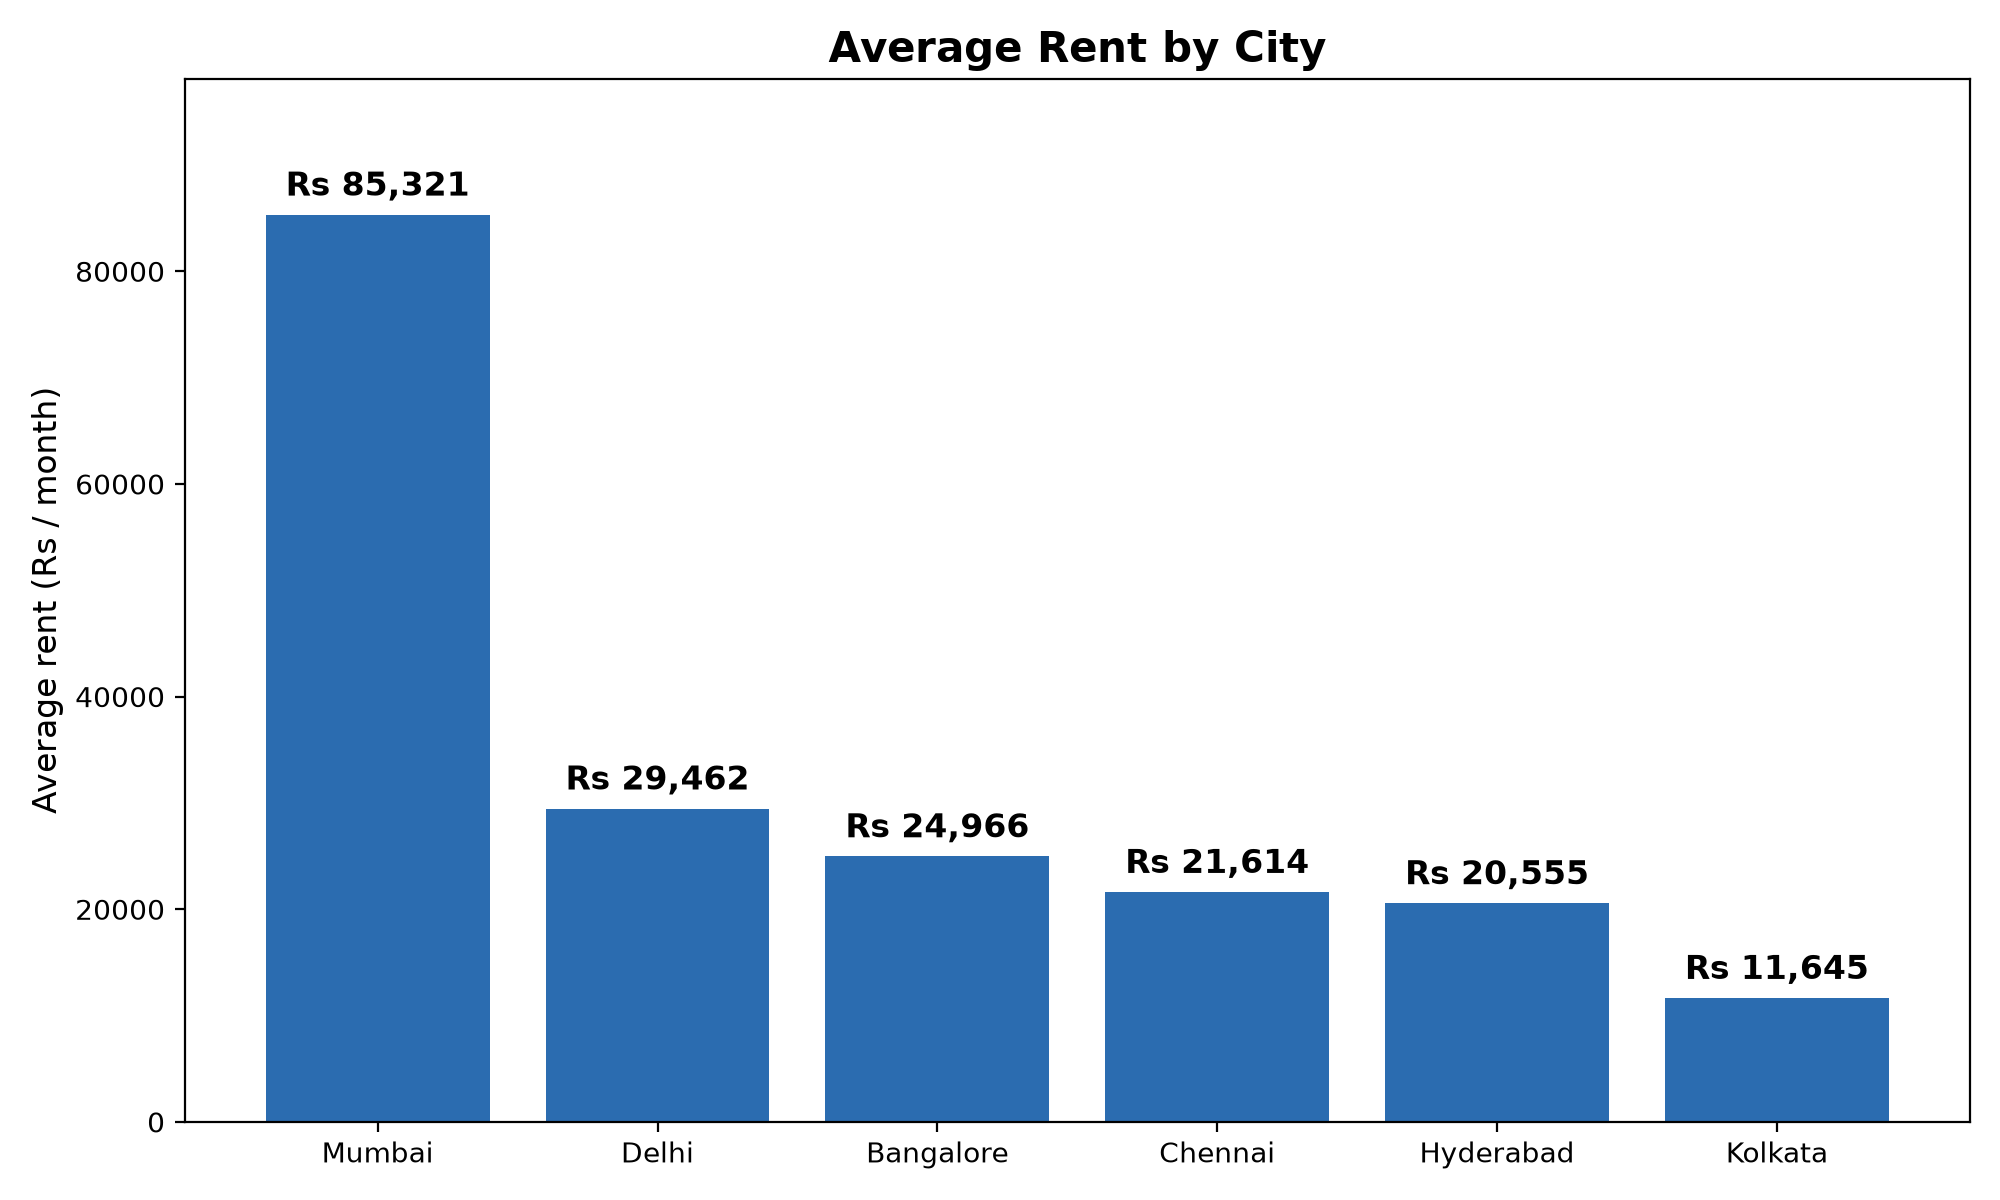 Average Rent by City
Average rent (Rs / month)
80000
60000
40000
20000
0
Rs 85,321
Rs 29,462
Rs 24,966
Rs 21,614
Rs 20,555
Rs 11,645
Mumbai
Delhi
Bangalore
Chennai
Hyderabad
Kolkata